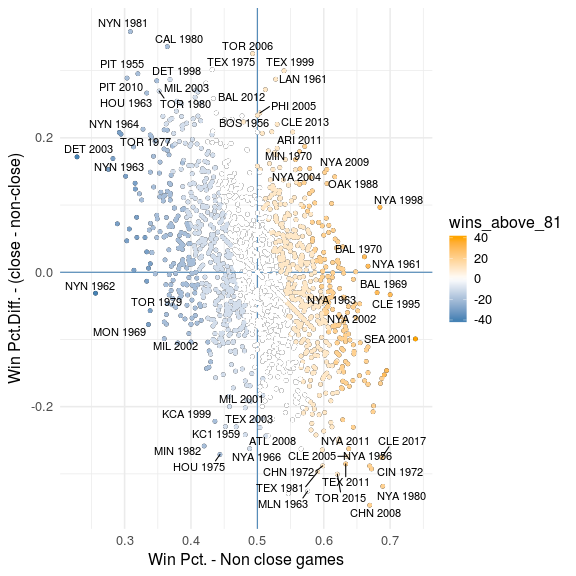 NYN 1981
CAL 1980
TOR 2006
PIT 1955
DET 1998
TEX 1975
TEX 1999
LAN 1961
PIT 2010
MIL 2003
HOU 1963
TOR 1980
BAL 2012
PHI 2005
NYN 1964
BOS 1956
CLE 2013
TOR 1977
ARI 2011
DET 2003
MIN 1970
NYN 1963
NYA 2009
NYA 2004
OAK 1988
NYA 1998
BAL 1970
NYA 1961
NYN 1962
BAL 1969
TOR 1979
NYA 1963
CLE 1995
MON 1969
NYA 2002
MIL 2002
SEA 2001
MIL 2001
KCA 1999
TEX 2003
KC1 1959
ATL 2008
NYA 2011
CLE 2017
MIN 1982
NYA 1966
CLE 2005
NYA 1956
HOU 1975
CHN 1972
CIN 1972
TEX 1981
TEX 2011
MLN 1963
TOR 2015
NYA 1980
CHN 2008
0.2
0.0
-0.2
0.3
0.4
0.5
0.6
0.7
Win Pct. - Non close games
Win Pct.Diff. - (close - non-close)
wins_above_81
40
20
0
-20
-40